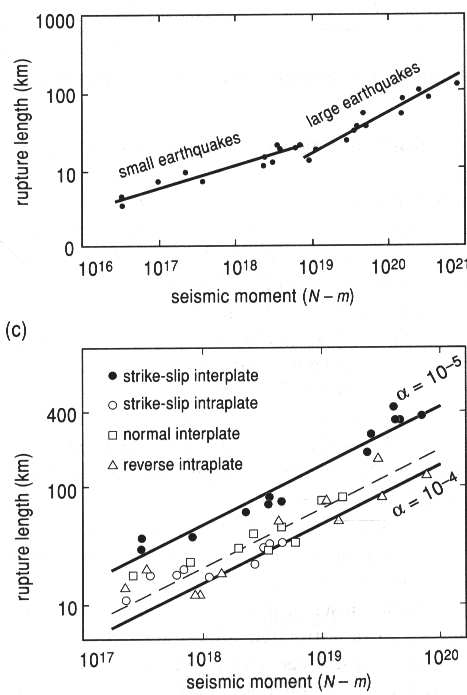 1000
100
10
0
rupture length (km)
small earthquakes
large earthquakes
10^16 10^17 10^18 10^19 10^20 10^21
seismic moment (N – m)
(c)
strike-slip interplate
strike-slip intraplate
normal interplate
reverse intraplate
α = 10–5
α = 10–4
400
100
10
rupture length (km)
10^17 10^18 10^19 10^20
seismic moment (N – m)